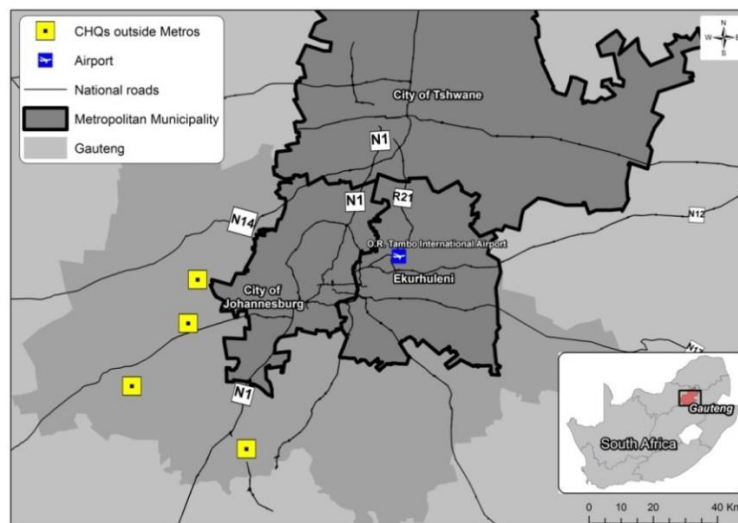 CHQs outside Metros
Airport
National roads
Metropolitan Municipality
Gauteng
N
W E
S
City of Tshwane
N1
N1
R21
N14
N12
O.R. Tambo International Airport
Ekurhuleni
City of
Johannesburg
N1
Gauteng
South Africa
0 10 20 40 Km